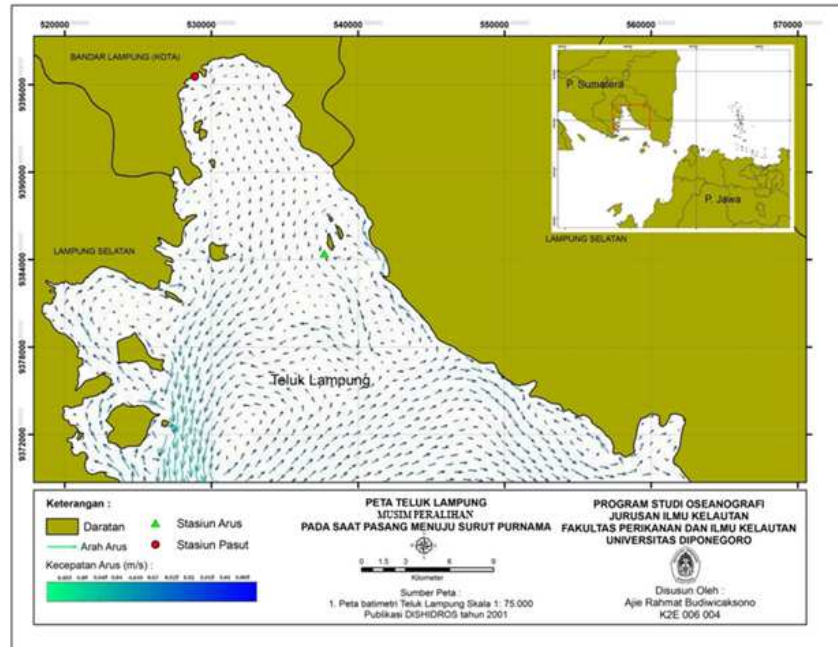 520000 530000 540000 550000 560000 570000
BANDAR LAMPUNG (KOTA)
P. Sumatera
P. Jawa
LAMPUNG SELATAN
LAMPUNG SELATAN
Teluk Lampung
9396000
9390000
9384000
9378000
9372000
Keterangan :
Daratan
Stasiun Arus
Arah Arus
Stasiun Pasut
Kecepatan Arus (m/s) :
PETA TELUK LAMPUNG
MUSIM PERALIHAN
PADA SAAT PASANG MENUJU SURUT PURNAMA
0 1.5 3 6 9
Kilometer
Sumber Peta :
1. Peta batimetri Teluk Lampung Skala 1: 75.000
Publikasi DISHIDROS tahun 2001
PROGRAM STUDI OSEANOGRAFI
JURUSAN ILMU KELAUTAN
FAKULTAS PERIKANAN DAN ILMU KELAUTAN
UNIVERSITAS DIPONEGORO
Disusun Oleh :
Ajie Rahmat Budiwicaksono
K2E 006 004